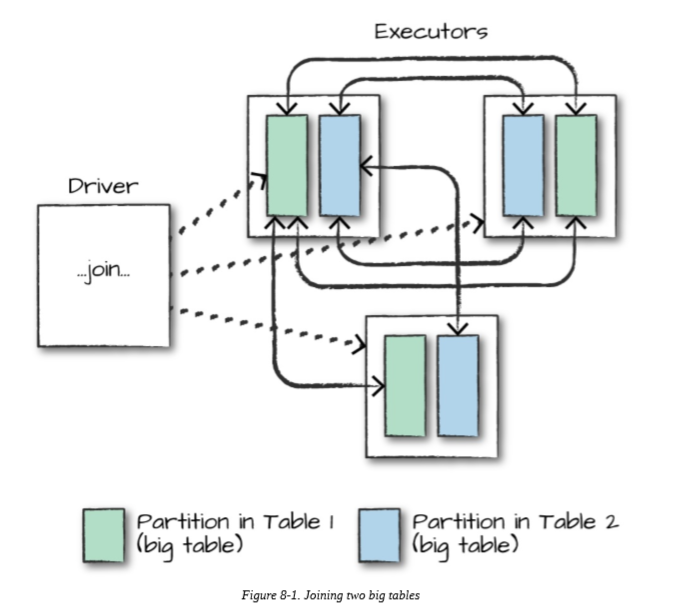 Executors
Driver
...join...
Partition in Table 1
(big table)
Partition in Table 2
(big table)
Figure 8-1. Joining two big tables